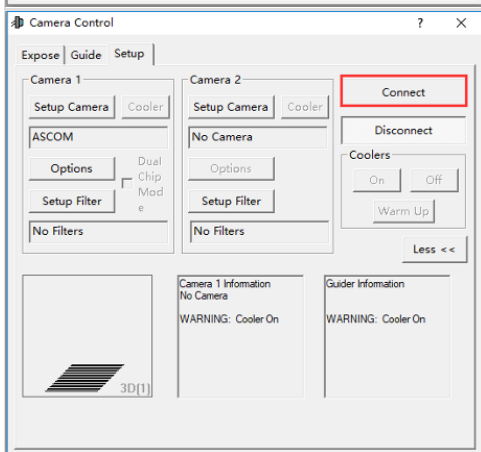 Camera Control ? ×
Expose Guide Setup
Camera 1
Setup Camera Cooler
ASCOM
Options
Dual
Chip
Mod
e
Setup Filter
No Filters
Camera 2
Setup Camera Cooler
No Camera
Options
Setup Filter
No Filters
Connect
Disconnect
Coolers
On Off
Warm Up
Less <<
3D[1]
Camera 1 Information
No Camera
WARNING: Cooler On
Guider Information
WARNING: Cooler On